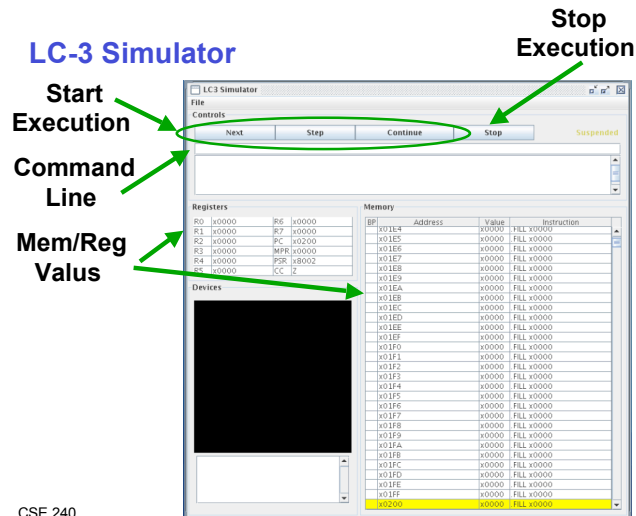 Stop
Execution
LC-3 Simulator
Start
Execution
Command
Line
Mem/Reg
Valus
LC3 Simulator
File
Controls
Next Step Continue Stop Suspended
Registers
R0 x0000 R6 x0000
R1 x0000 R7 x0000
R2 x0000 PC x0200
R3 x0000 MPR x0000
R4 x0000 PSR x8002
R5 x0000 CC Z
Devices
Memory
BP Address Value Instruction
x01E4 x0000 .FILL x0000
x01E5 x0000 .FILL x0000
x01E6 x0000 .FILL x0000
x01E7 x0000 .FILL x0000
x01E8 x0000 .FILL x0000
x01E9 x0000 .FILL x0000
x01EA x0000 .FILL x0000
x01EB x0000 .FILL x0000
x01EC x0000 .FILL x0000
x01ED x0000 .FILL x0000
x01EE x0000 .FILL x0000
x01EF x0000 .FILL x0000
x01F0 x0000 .FILL x0000
x01F1 x0000 .FILL x0000
x01F2 x0000 .FILL x0000
x01F3 x0000 .FILL x0000
x01F4 x0000 .FILL x0000
x01F5 x0000 .FILL x0000
x01F6 x0000 .FILL x0000
x01F7 x0000 .FILL x0000
x01F8 x0000 .FILL x0000
x01F9 x0000 .FILL x0000
x01FA x0000 .FILL x0000
x01FB x0000 .FILL x0000
x01FC x0000 .FILL x0000
x01FD x0000 .FILL x0000
x01FE x0000 .FILL x0000
x01FF x0000 .FILL x0000
x0200 x0000 .FILL x0000
CSE 240